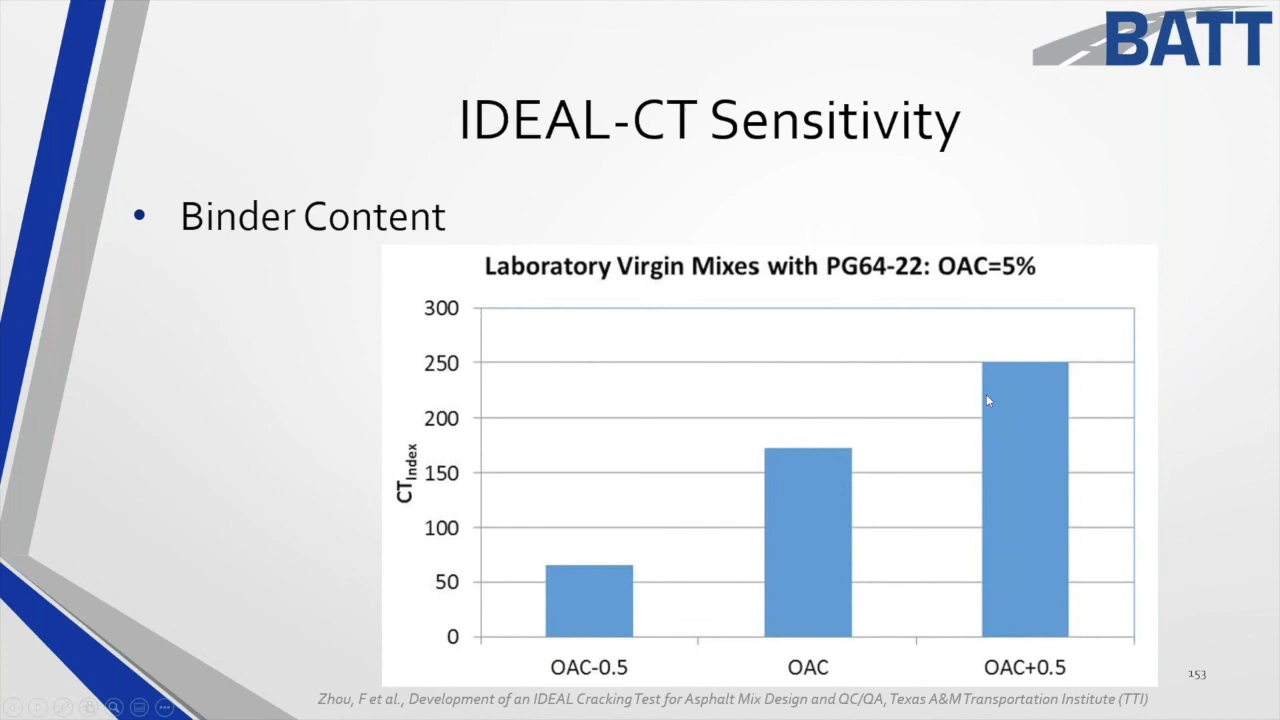 BATT
IDEAL-CT Sensitivity
• Binder Content
Laboratory Virgin Mixes with PG64-22: OAC=5%
300
250
200
150
100
50
0
CTIndex
OAC-0.5 OAC OAC+0.5
153
Zhou, F et al., Development of an IDEAL Cracking Test for Asphalt Mix Design and QC/QA, Texas A&M Transportation Institute (TTI)